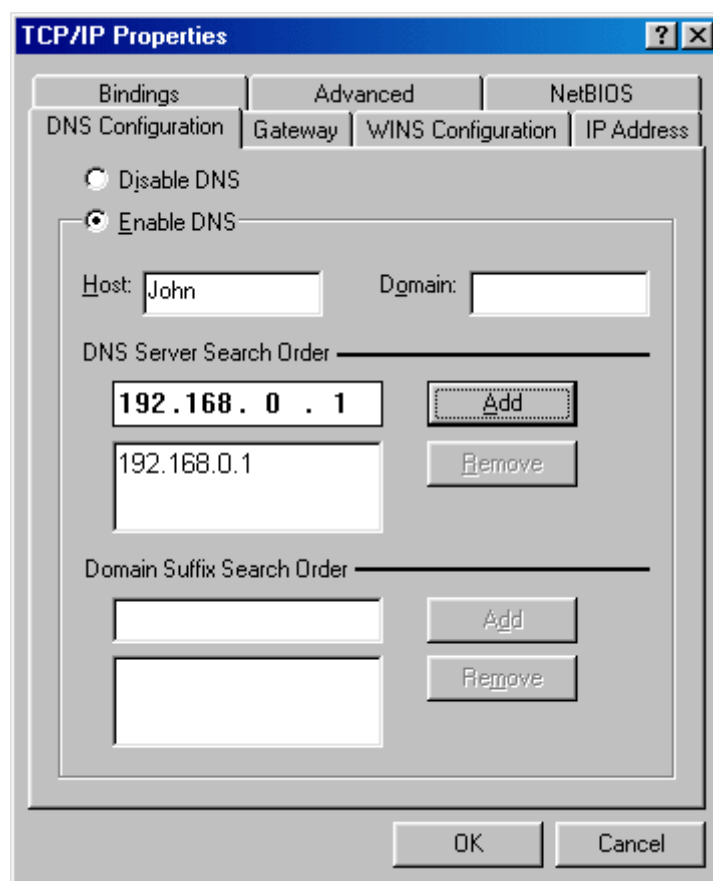 TCP/IP Properties
Bindings Advanced NetBIOS
DNS Configuration Gateway WINS Configuration IP Address
Disable DNS
Enable DNS
Host: John Domain:
DNS Server Search Order
192.168. 0 . 1 Add
192.168.0.1 Remove
Domain Suffix Search Order
Add
Remove
OK Cancel